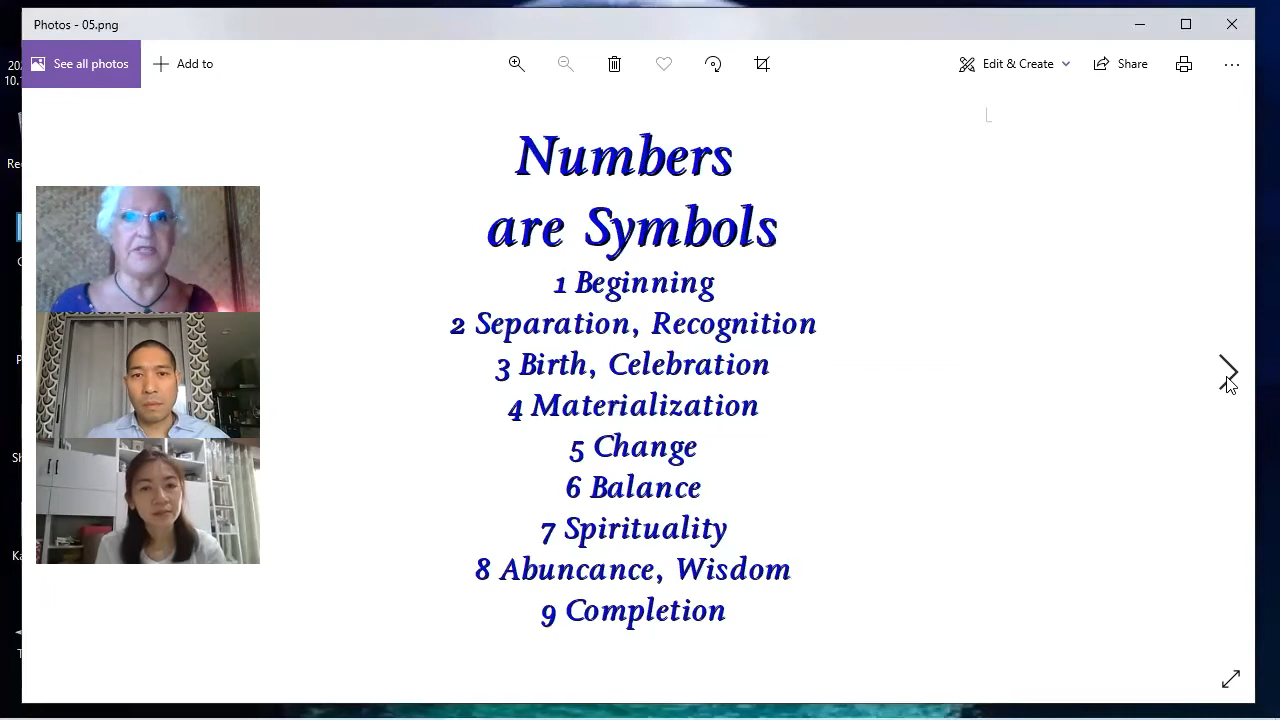 Photos - 05.png
See all photos
Add to
Edit & Create
Share
Numbers
are Symbols
1 Beginning
2 Separation, Recognition
3 Birth, Celebration
4 Materialization
5 Change
6 Balance
7 Spirituality
8 Abuncance, Wisdom
9 Completion